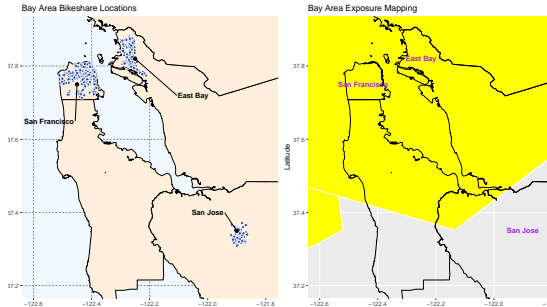 Bay Area Bikeshare Locations
37.8
37.6
37.4
37.2
East Bay
San Francisco
San Jose
−122.6
−122.4
−122.2
−122.0
−121.8
Bay Area Exposure Mapping
Latitude
37.8
37.6
37.4
37.2
East Bay
San Francisco
San Jose
−122.6
−122.4
−122.2
−122.0
−121.8